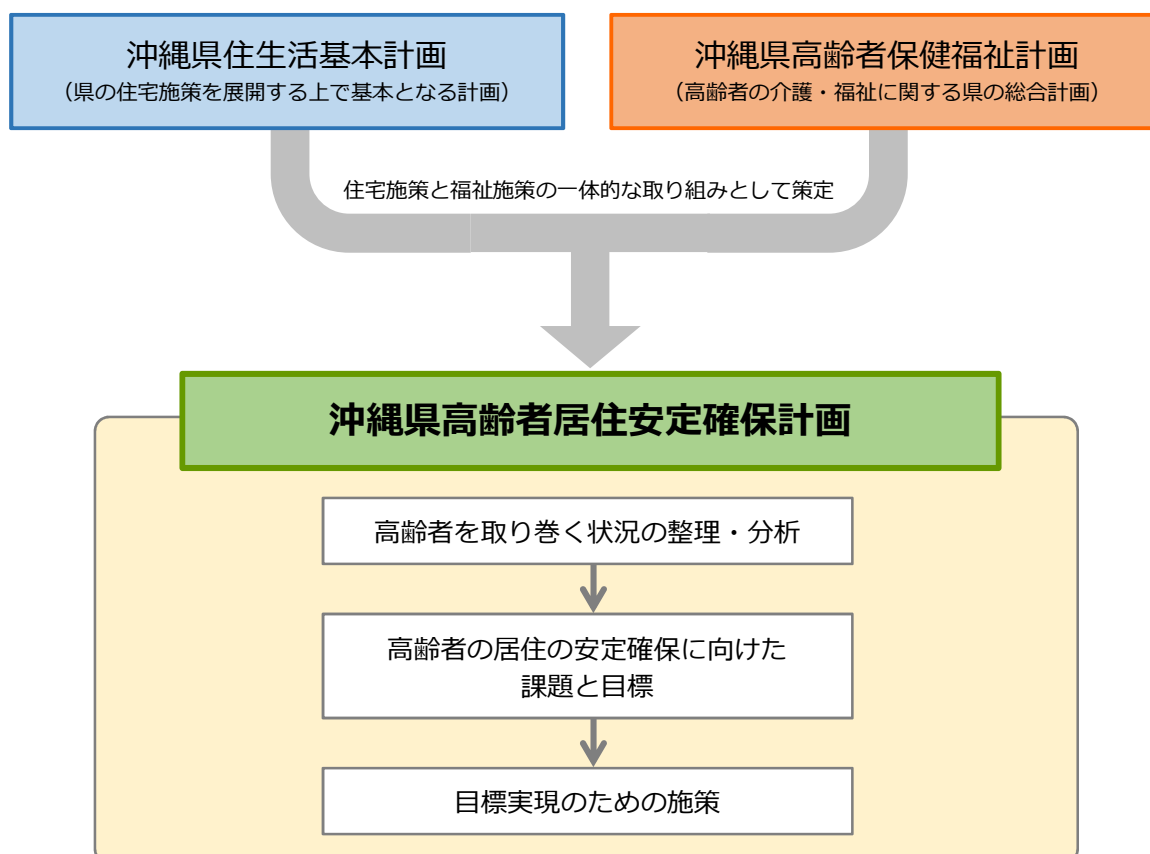 沖縄県住生活基本計画
（県の住宅施策を展開する上で基本となる計画）
沖縄県高齢者保健福祉計画
（高齢者の介護・福祉に関する県の総合計画）
住宅施策と福祉施策の一体的な取り組みとして策定
沖縄県高齢者居住安定確保計画
高齢者を取り巻く状況の整理・分析
高齢者の居住の安定確保に向けた
課題と目標
目標実現のための施策